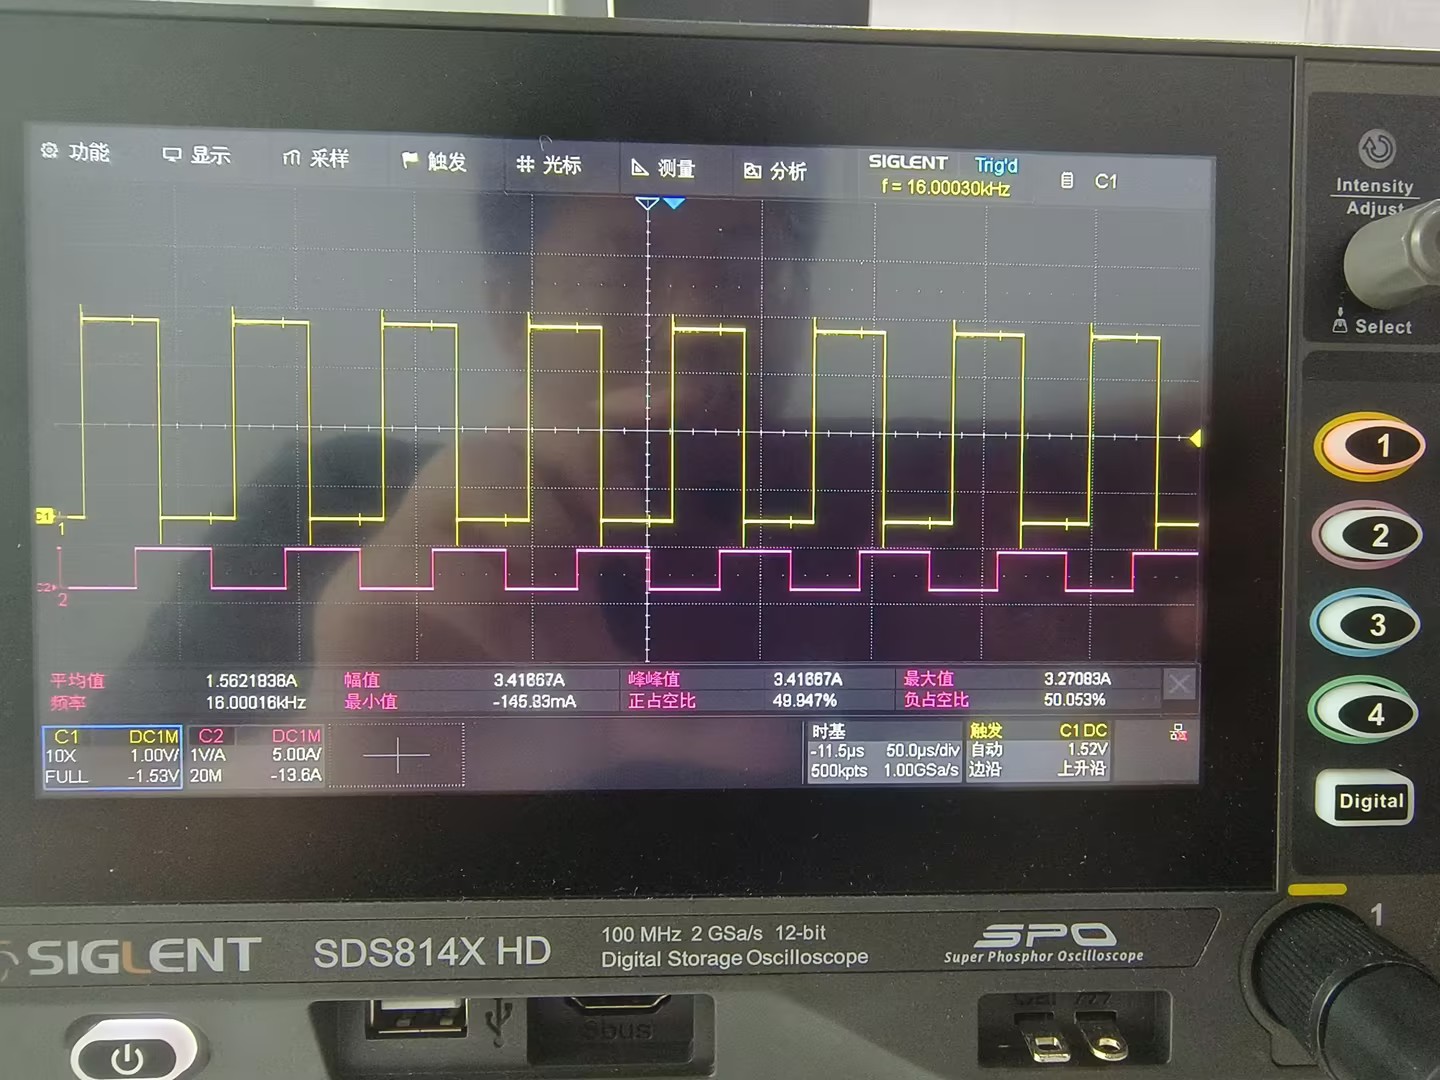 功能 显示 采样 触发 光标 测量 分析 SIGLENT Trig'd C1
f = 16.00030kHz
Intensity
Adjust
Select
C1
1
C2
2
平均值 1.5621836A 幅值 3.41667A 峰峰值 3.41667A 最大值 3.27083A
频率 16.00016kHz 最小值 -145.83mA 正占空比 49.947% 负占空比 50.053%
C1 DC1M C2 DC1M 时基 触发 C1 DC
10X 1.00V/ 1V/A 5.00A/ -11.5µs 50.0µs/div 自动 1.52V
FULL -1.53V 20M -13.6A 500kpts 1.00GSa/s 边沿 上升沿
1
2
3
4
Digital
SIGLENT SDS814X HD 100 MHz 2 GSa/s 12-bit
Digital Storage Oscilloscope
SPO
Super Phosphor Oscilloscope
1
Sbus